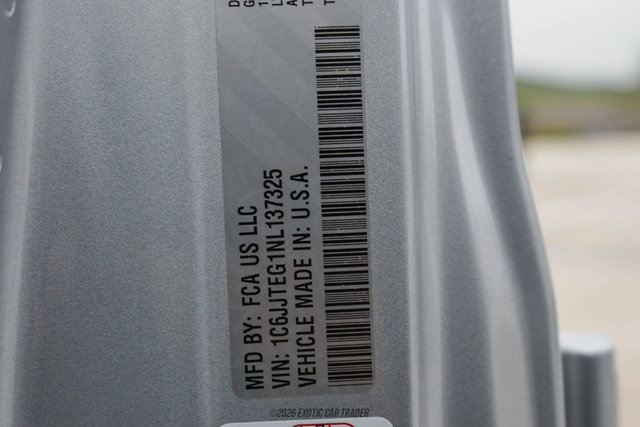 MFD BY: FCA US LLC
VIN: 1C6JJTEG1NL137325
VEHICLE MADE IN: U.S.A.
©2026 EXOTIC CAR TRADER